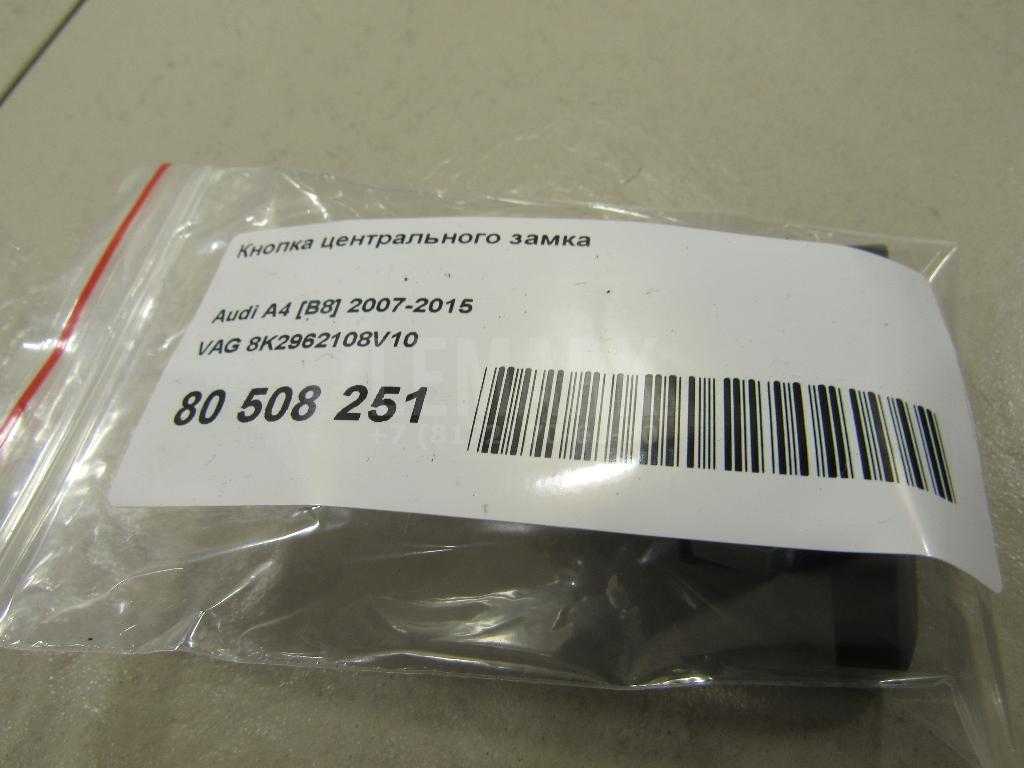 Кнопка центрального замка
Audi A4 [B8] 2007-2015
VAG 8K2962108V10
80 508 251